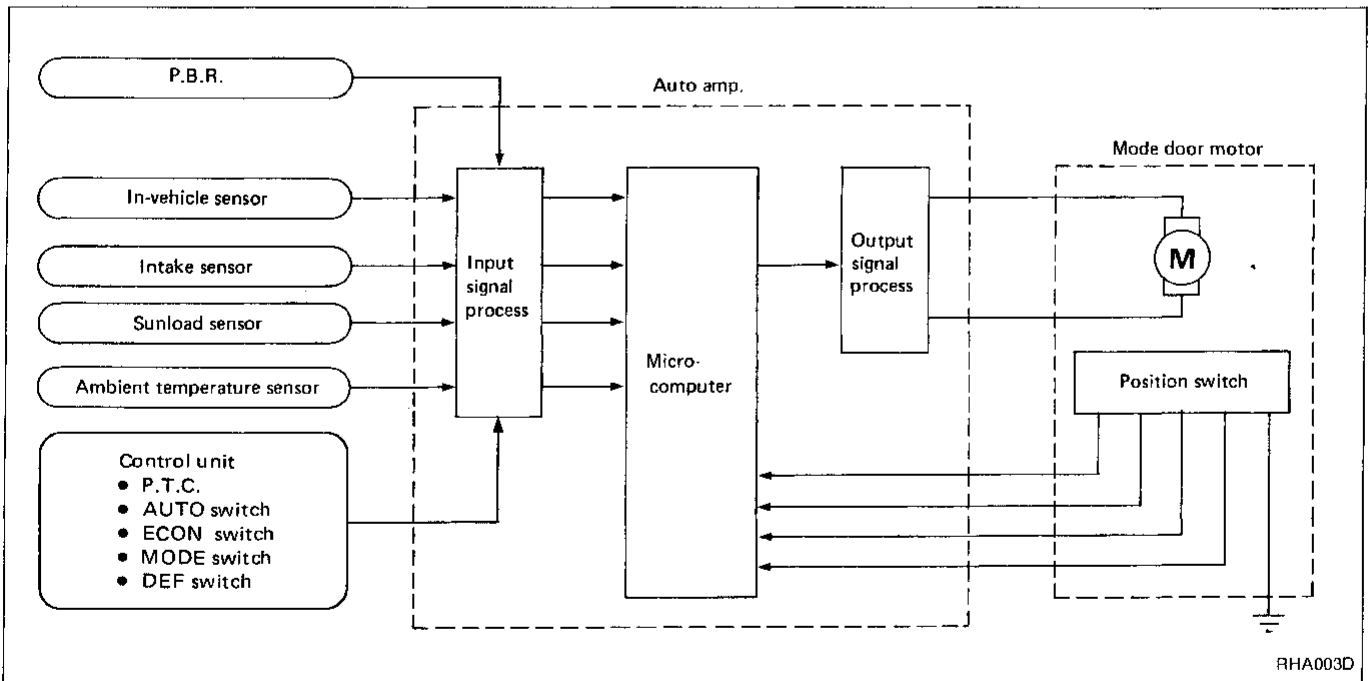 P.B.R.
Auto amp.
Mode door motor
In-vehicle sensor
Intake sensor
Sunload sensor
Ambient temperature sensor
Control unit
● P.T.C.
● AUTO switch
● ECON switch
● MODE switch
● DEF switch
Input
signal
process
Micro-
computer
Output
signal
process
M
Position switch
RHA003D